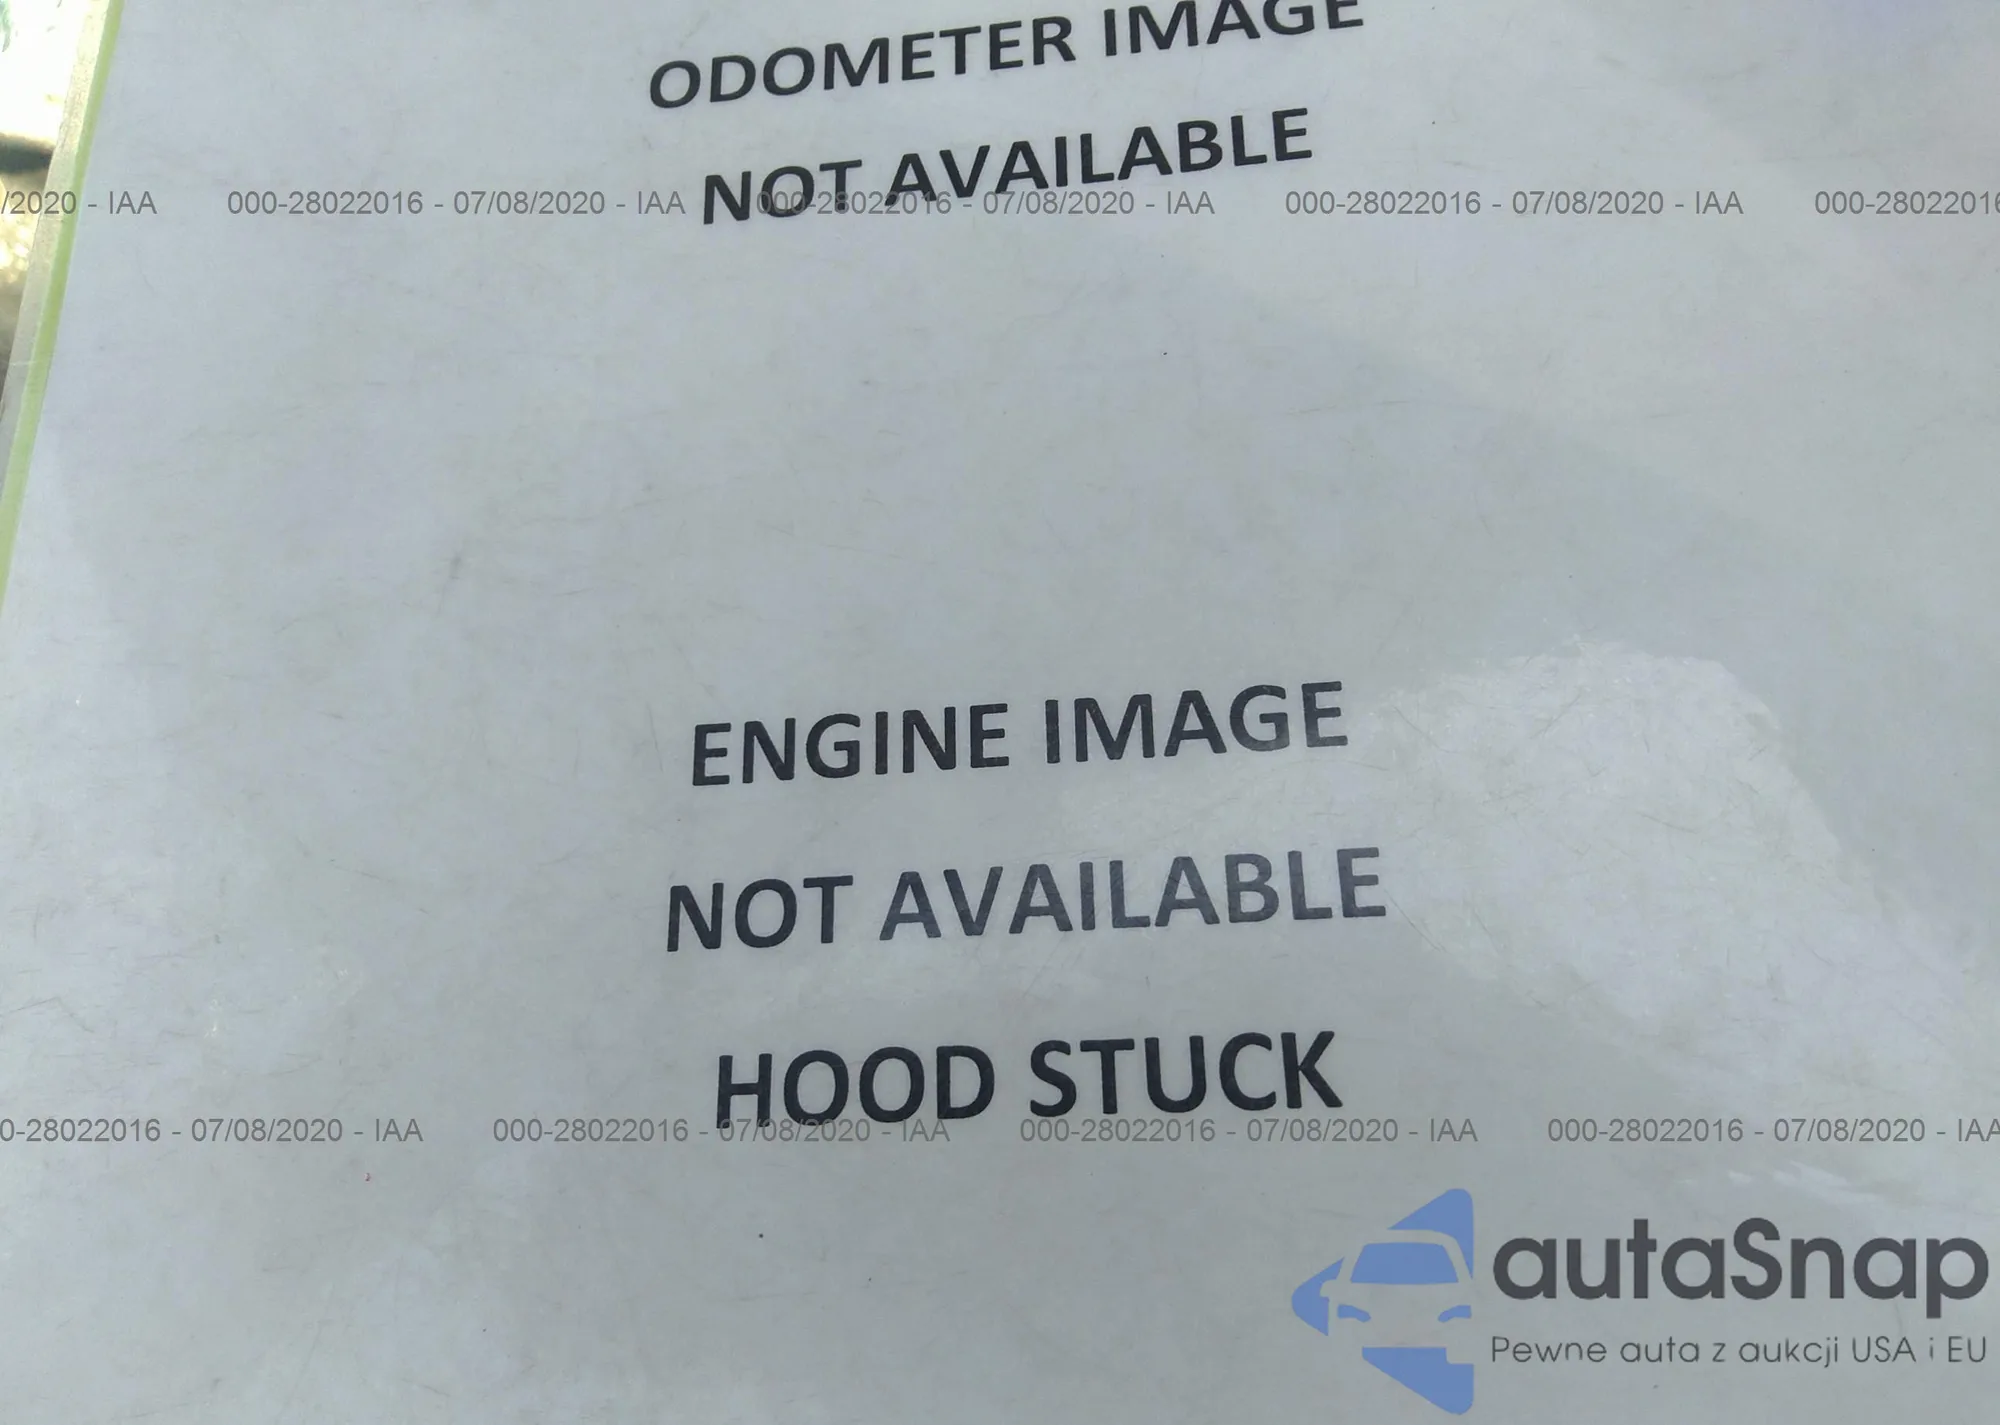 ODOMETER IMAGE
NOT AVAILABLE
/2020 - IAA 000-28022016 - 07/08/2020 - IAA 000-28022016 - 07/08/2020 - IAA 000-28022016 - 07/08/2020 - IAA 000-28022016
ENGINE IMAGE
NOT AVAILABLE
HOOD STUCK
0-28022016 - 07/08/2020 - IAA 000-28022016 - 07/08/2020 - IAA 000-28022016 - 07/08/2020 - IAA 000-28022016 - 07/08/2020 - IAA
autaSnap
Pewne auta z aukcji USA i EU